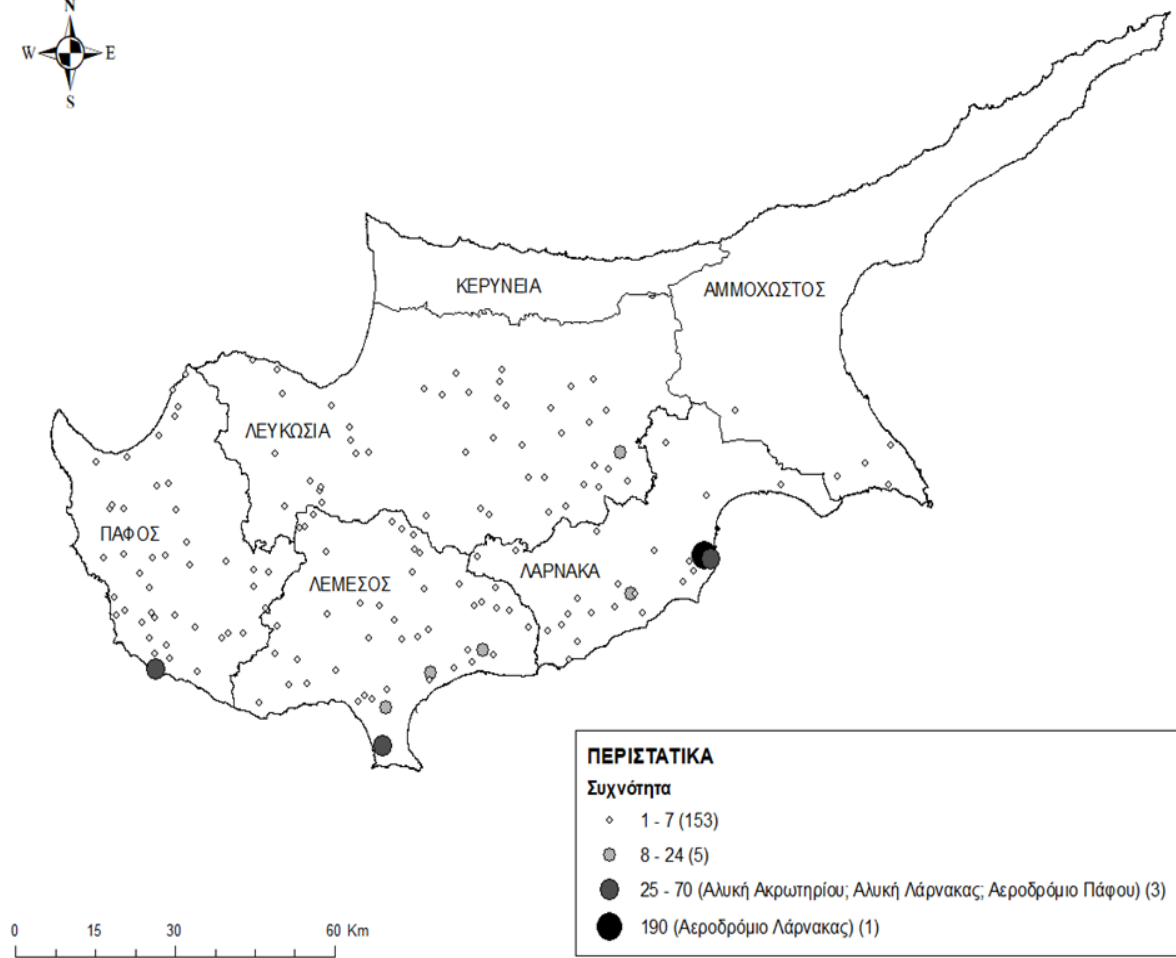 N
W E
S
ΚΕΡΥΝΕΙΑ
ΑΜΜΟΧΩΣΤΟΣ
ΛΕΥΚΩΣΙΑ
ΠΑΦΟΣ
ΛΕΜΕΣΟΣ
ΛΑΡΝΑΚΑ
ΠΕΡΙΣΤΑΤΙΚΑ
Συχνότητα
1 - 7 (153)
8 - 24 (5)
25 - 70 (Αλυκή Ακρωτηρίου; Αλυκή Λάρνακας; Αεροδρόμιο Πάφου) (3)
190 (Αεροδρόμιο Λάρνακας) (1)
0 15 30 60 Km